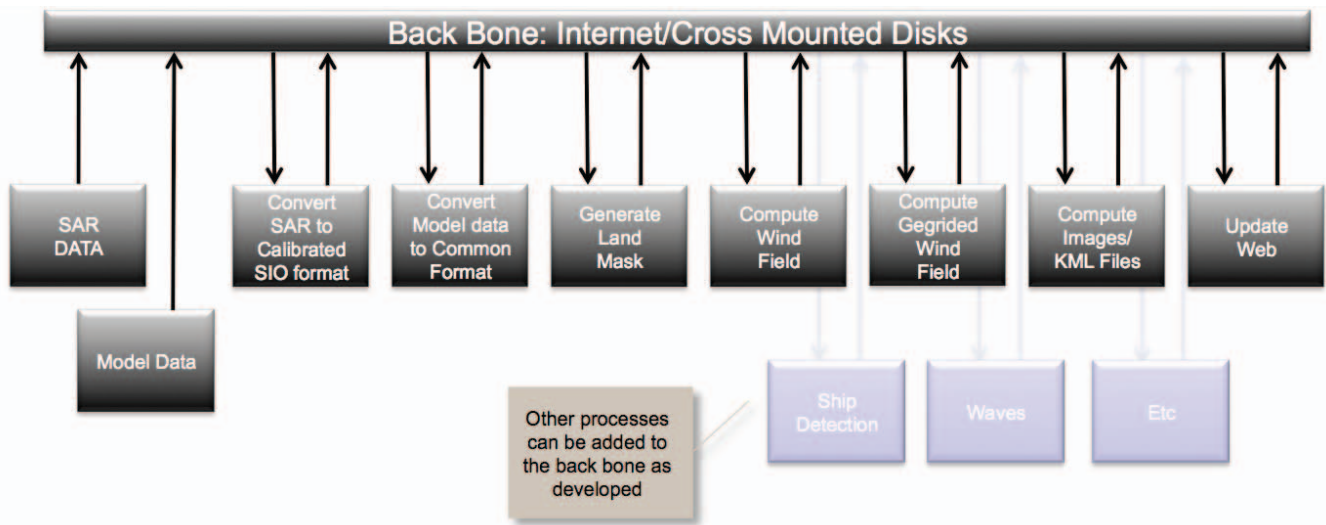 Back Bone: Internet/Cross Mounted Disks
SAR
DATA
Convert
SAR to
Calibrated
SIO format
Convert
Model data
to Common
Format
Generate
Land
Mask
Compute
Wind
Field
Compute
Gegrided
Wind
Field
Compute
Images/
KML Files
Update
Web
Model Data
Ship
Detection
Waves
Etc
Other processes
can be added to
the back bone as
developed